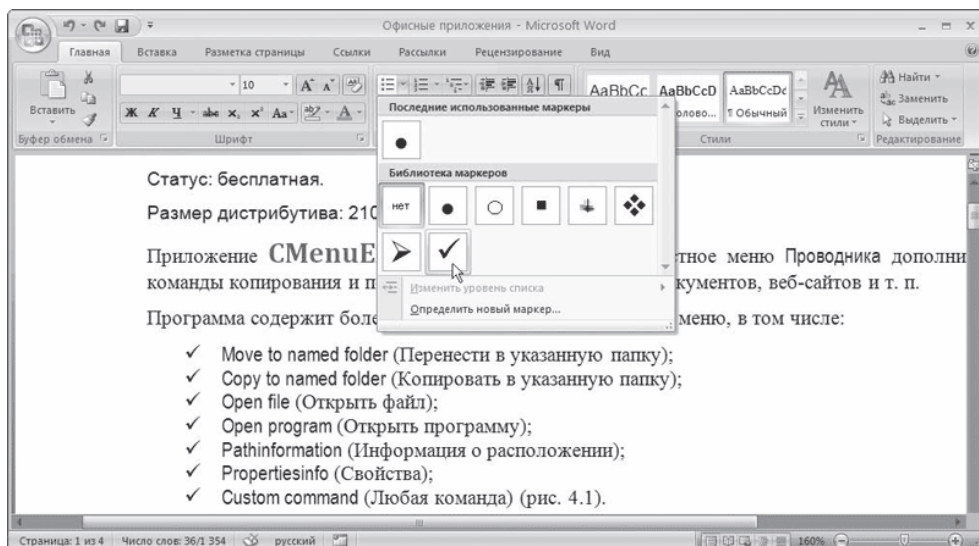 Офисные приложения - Microsoft Word
Главная Вставка Разметка страницы Ссылки Рассылки Рецензирование Вид
Вставить
Буфер обмена
10
Ж К Ч abc x, x² Aa
Шрифт
AaBbCc AaBbCcD AaBbCcDc
олово... ¶ Обычный
Стили
Изменить стили
Найти
Заменить
Выделить
Редактирование
Последние использованные маркеры
Библиотека маркеров
нет
Изменить уровень списка
Определить новый маркер...
Статус: бесплатная.
Размер дистрибутива: 210
Приложение CMenuE тное меню Проводника дополни
команды копирования и п кументов, веб-сайтов и т. п.
Программа содержит боле меню, в том числе:
✓ Move to named folder (Перенести в указанную папку);
✓ Copy to named folder (Копировать в указанную папку);
✓ Open file (Открыть файл);
✓ Open program (Открыть программу);
✓ Pathinformation (Информация о расположении);
✓ Propertiesinfo (Свойства);
✓ Custom command (Любая команда) (рис. 4.1).
Страница: 1 из 4 Число слов: 36/1 354 русский 160%